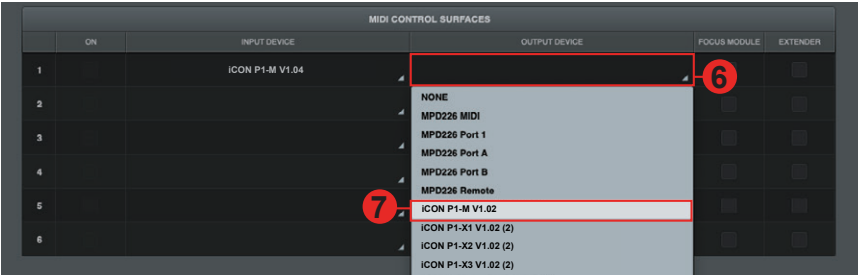 MIDI CONTROL SURFACES
ON INPUT DEVICE OUTPUT DEVICE FOCUS MODULE EXTENDER
1 iCON P1-M V1.04 6
2 NONE
MPD226 MIDI
3 MPD226 Port 1
MPD226 Port A
4 MPD226 Port B
MPD226 Remote
5 7 iCON P1-M V1.02
iCON P1-X1 V1.02 (2)
6 iCON P1-X2 V1.02 (2)
iCON P1-X3 V1.02 (2)